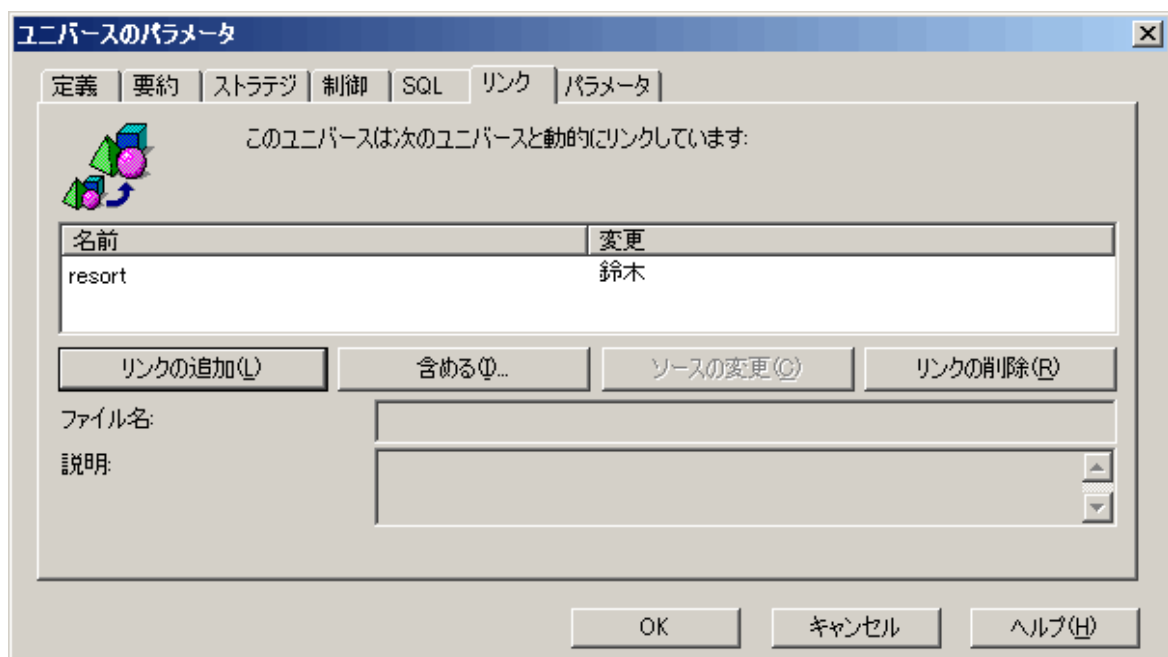 ユニバースのパラメータ
定義 要約 ストラテジ 制御 SQL リンク パラメータ
このユニバースは次のユニバースと動的にリンクしています:
名前 変更
resort 鈴木
リンクの追加(L) 含める(I)... ソースの変更(C) リンクの削除(R)
ファイル名:
説明:
OK キャンセル ヘルプ(H)